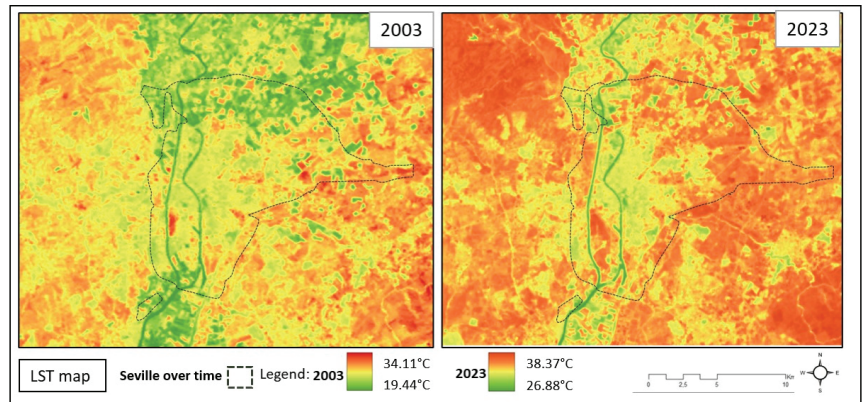 2003
2023
LST map
Seville over time
Legend: 2003
34.11°C
19.44°C
2023
38.37°C
26.88°C
0 2.5 5 10
Km
N
W E
S